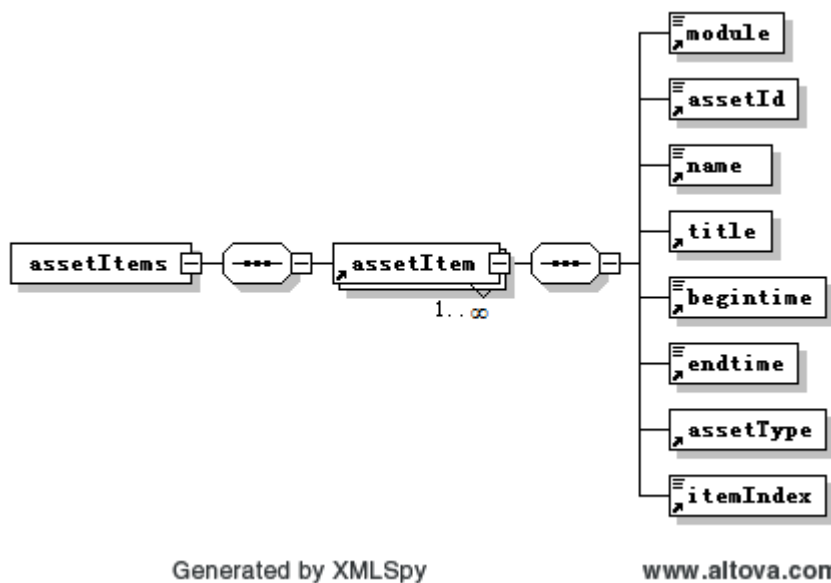 module
assetId
name
title
assetItems
assetItem
1..∞
begintime
endtime
assetType
itemIndex
Generated by XMLSpy
www.altova.com